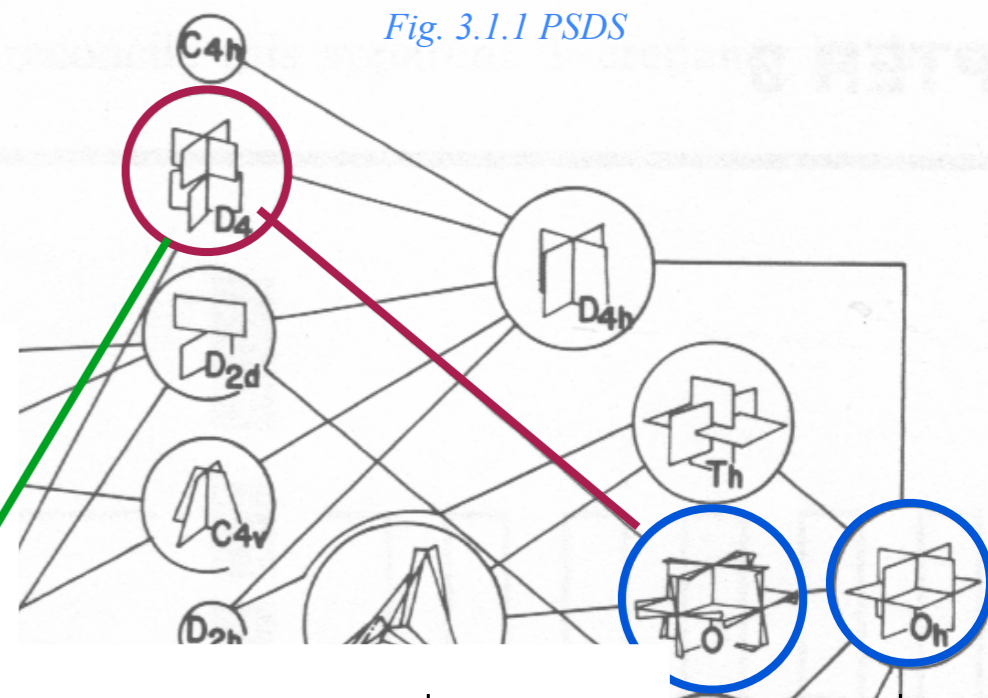 Fig. 3.1.1 PSDS
C4h
D4
D4h
D2d
Th
C4v
O
Oh
D2h